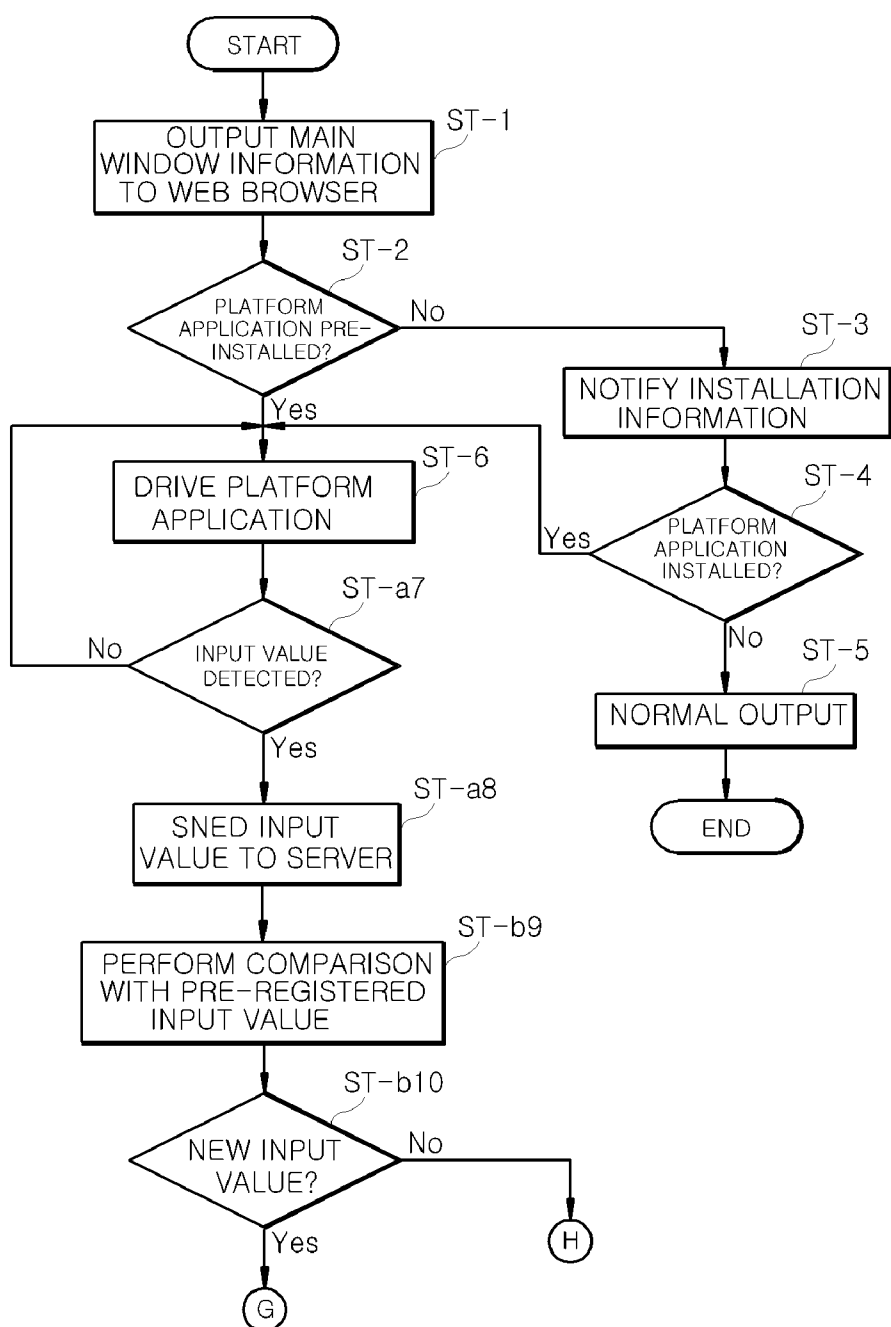 START
ST-1
OUTPUT MAIN
WINDOW INFORMATION
TO WEB BROWSER
ST-2
PLATFORM
APPLICATION PRE-
INSTALLED?
No
Yes
ST-3
NOTIFY INSTALLATION
INFORMATION
ST-4
PLATFORM
APPLICATION
INSTALLED?
Yes
No
ST-5
NORMAL OUTPUT
END
ST-6
DRIVE PLATFORM
APPLICATION
ST-a7
INPUT VALUE
DETECTED?
No
Yes
ST-a8
SNED INPUT
VALUE TO SERVER
ST-b9
PERFORM COMPARISON
WITH PRE-REGISTERED
INPUT VALUE
ST-b10
NEW INPUT
VALUE?
No
H
Yes
G